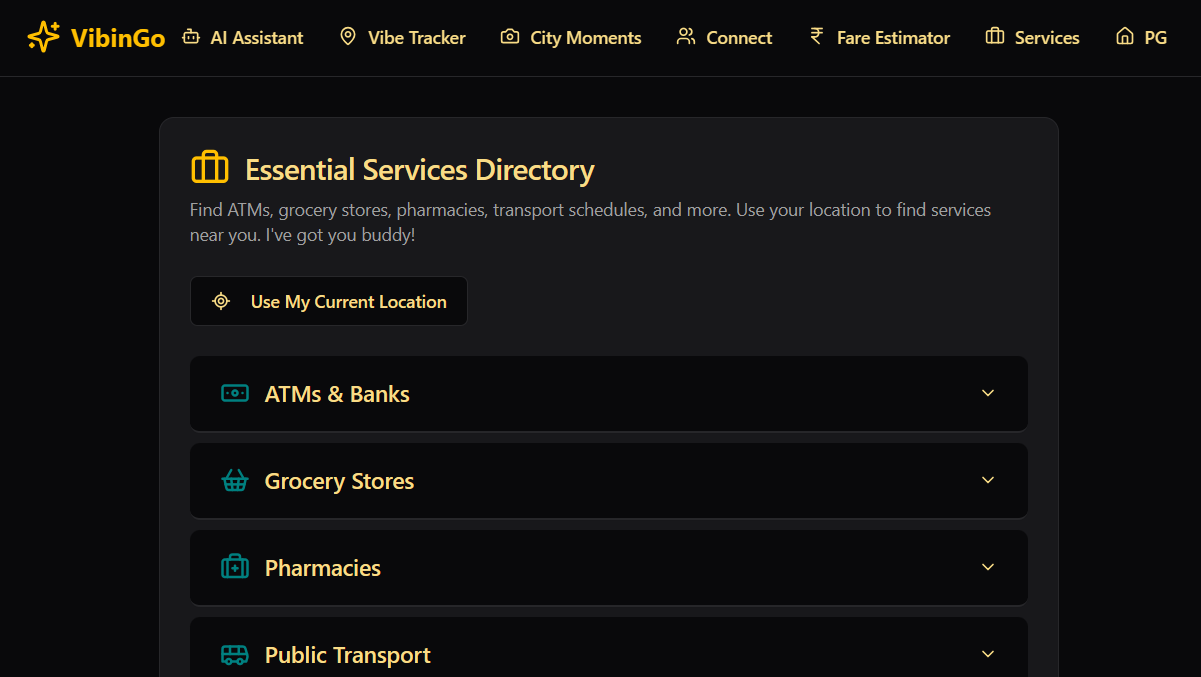 VibinGo AI Assistant Vibe Tracker City Moments Connect ₹ Fare Estimator Services PG
Essential Services Directory
Find ATMs, grocery stores, pharmacies, transport schedules, and more. Use your location to find services
near you. I've got you buddy!
Use My Current Location
ATMs & Banks
Grocery Stores
Pharmacies
Public Transport